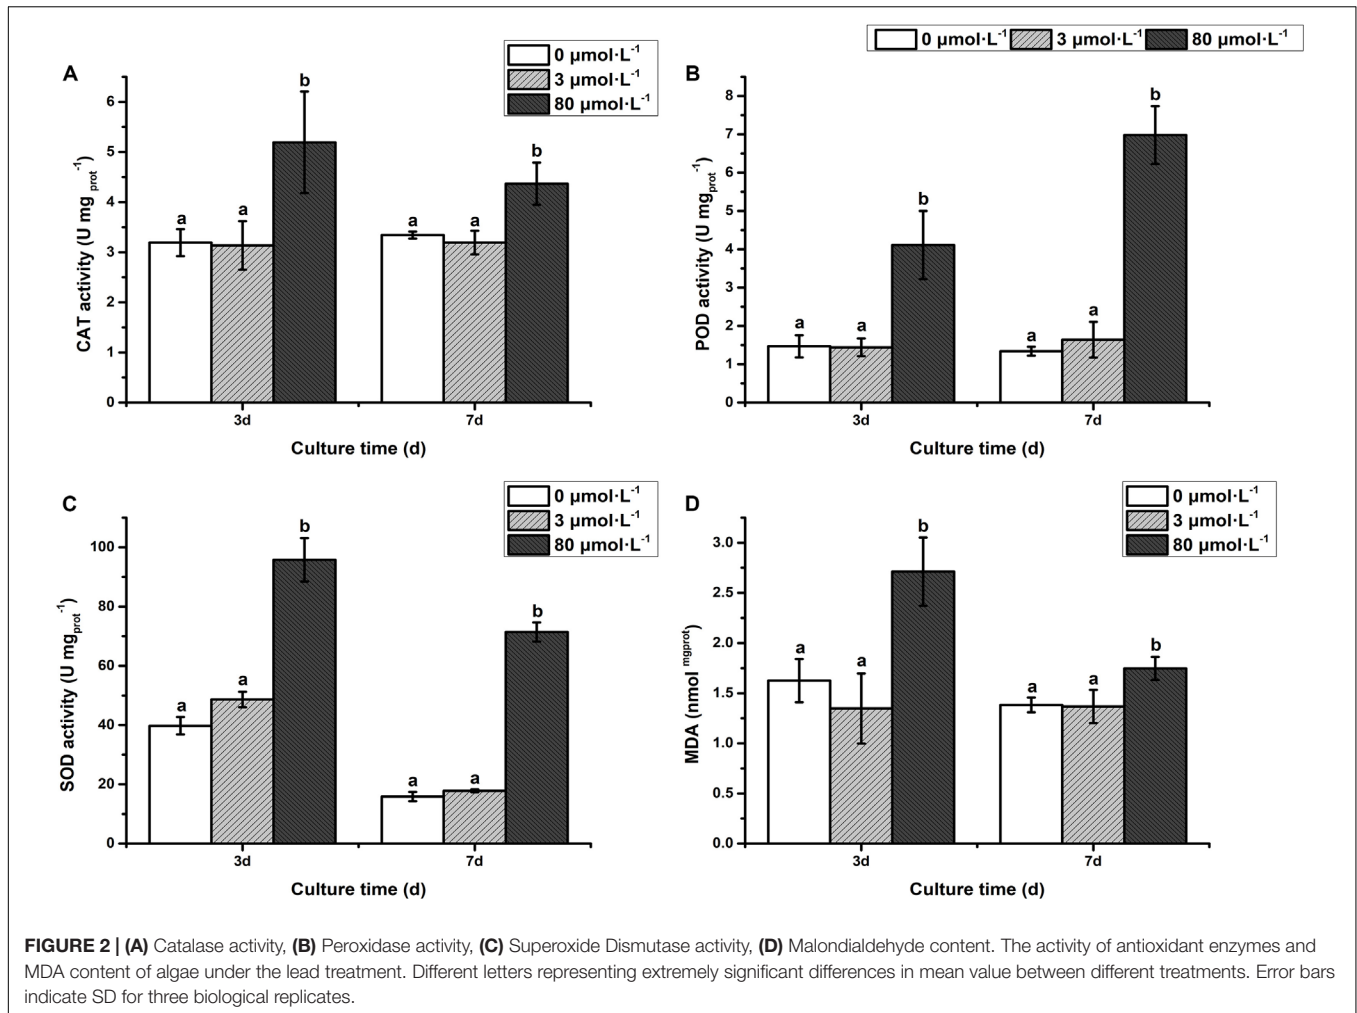 A
0 µmol·L-1
3 µmol·L-1
80 µmol·L-1
CAT activity (U mgprot-1)
6
5
4
3
2
1
0
a
a
b
a
a
b
3d
7d
Culture time (d)
B
0 µmol·L-1 3 µmol·L-1 80 µmol·L-1
POD activity (U mgprot-1)
8
7
6
5
4
3
2
1
0
a
a
b
a
a
b
3d
7d
Culture time (d)
C
0 µmol·L-1
3 µmol·L-1
80 µmol·L-1
SOD activity (U mgprot-1)
100
80
60
40
20
0
a
a
b
a
a
b
3d
7d
Culture time (d)
D
0 µmol·L-1
3 µmol·L-1
80 µmol·L-1
MDA (nmol mgprot)
3.0
2.5
2.0
1.5
1.0
0.5
0.0
a
a
b
a
a
b
3d
7d
Culture time (d)
FIGURE 2 | (A) Catalase activity, (B) Peroxidase activity, (C) Superoxide Dismutase activity, (D) Malondialdehyde content. The activity of antioxidant enzymes and
MDA content of algae under the lead treatment. Different letters representing extremely significant differences in mean value between different treatments. Error bars
indicate SD for three biological replicates.